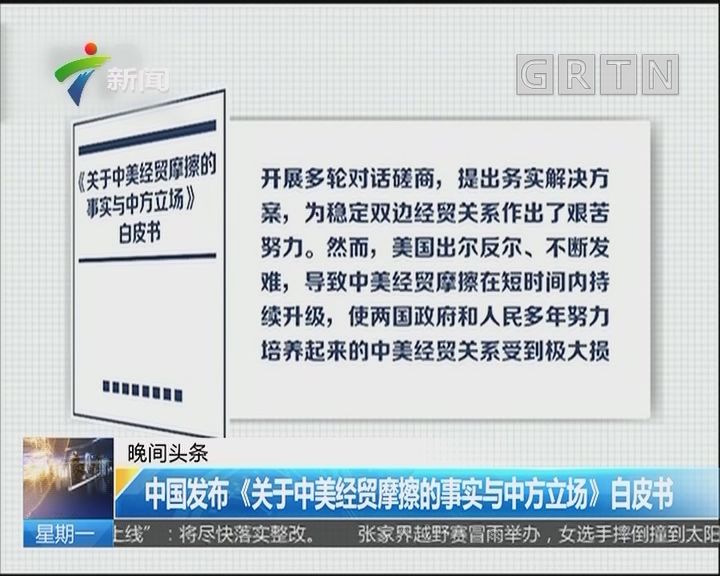 新闻
GRTN
《关于中美经贸摩擦的
事实与中方立场》
白皮书
开展多轮对话磋商，提出务实解决方
案，为稳定双边经贸关系作出了艰苦
努力。然而，美国出尔反尔、不断发
难，导致中美经贸摩擦在短时间内持
续升级，使两国政府和人民多年努力
培养起来的中美经贸关系受到极大损
晚间头条
中国发布《关于中美经贸摩擦的事实与中方立场》白皮书
星期一
上线”：将尽快落实整改。 张家界越野赛冒雨举办，女选手摔倒撞到太阳